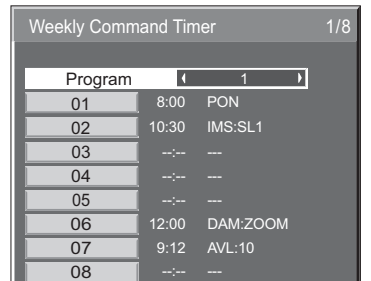 Weekly Command Timer 1/8
Program 1
01 8:00 PON
02 10:30 IMS:SL1
03 --:-- ---
04 --:-- ---
05 --:-- ---
06 12:00 DAM:ZOOM
07 9:12 AVL:10
08 --:-- ---